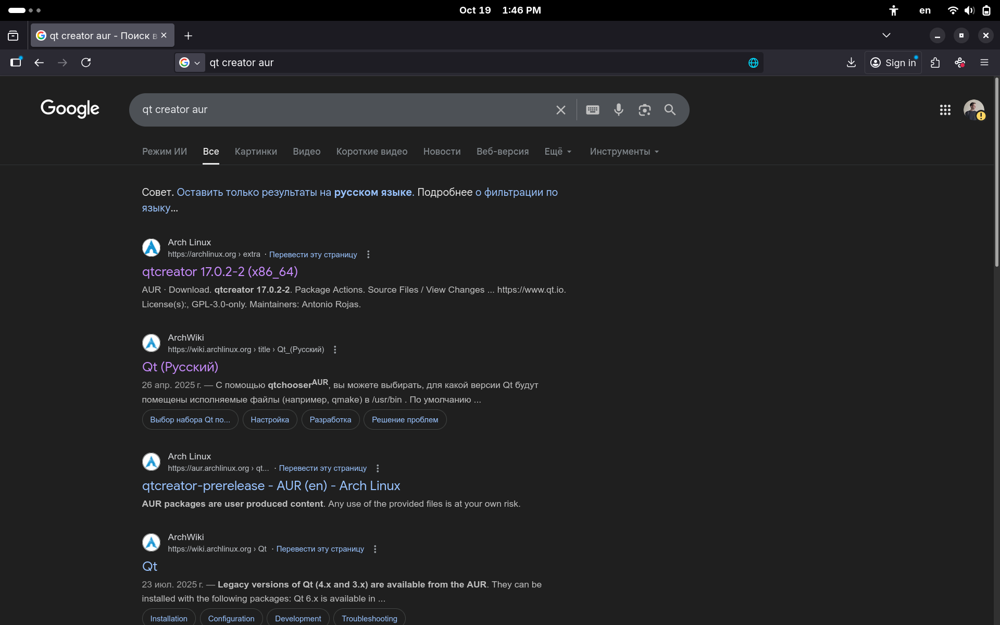 Oct 19 1:46 PM
en
qt creator aur - Поиск в
qt creator aur
Sign in
Google
qt creator aur
Режим ИИ Все Картинки Видео Короткие видео Новости Веб-версия Ещё Инструменты
Совет. Оставить только результаты на русском языке. Подробнее о фильтрации по
языку...
Arch Linux
https://archlinux.org › extra · Перевести эту страницу
qtcreator 17.0.2-2 (x86_64)
AUR · Download. qtcreator 17.0.2-2. Package Actions. Source Files / View Changes ... https://www.qt.io.
License(s):, GPL-3.0-only. Maintainers: Antonio Rojas.
ArchWiki
https://wiki.archlinux.org › title › Qt_(Русский)
Qt (Русский)
26 апр. 2025 г. — С помощью qtchooserAUR, вы можете выбирать, для какой версии Qt будут
помещены исполняемые файлы (например, qmake) в /usr/bin . По умолчанию ...
Выбор набора Qt по... Настройка Разработка Решение проблем
Arch Linux
https://aur.archlinux.org › qt... · Перевести эту страницу
qtcreator-prerelease - AUR (en) - Arch Linux
AUR packages are user produced content. Any use of the provided files is at your own risk.
ArchWiki
https://wiki.archlinux.org › Qt · Перевести эту страницу
Qt
23 июл. 2025 г. — Legacy versions of Qt (4.x and 3.x) are available from the AUR. They can be
installed with the following packages: Qt 6.x is available in ...
Installation Configuration Development Troubleshooting